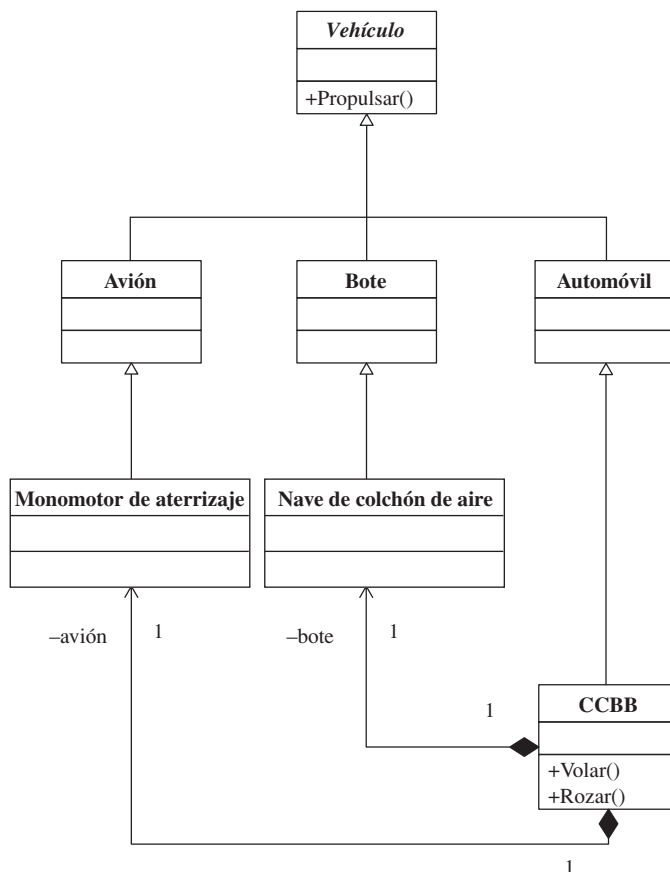 Vehículo
+Propulsar()
Avión
Bote
Automóvil
Monomotor de aterrizaje
Nave de colchón de aire
–avión
1
–bote
1
1
CCBB
+Volar()
+Rozar()
1